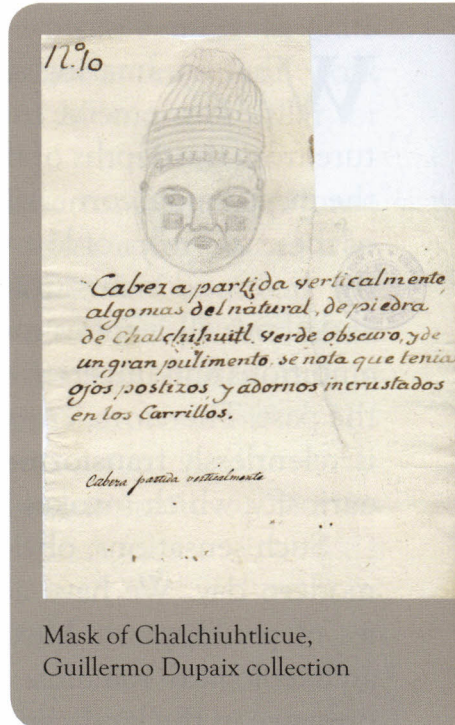 Nº.10
Cabeza partida verticalmente,
algo mas del natural, de piedra
de Chalchihuitl verde obscuro, y de
un gran pulimento. se nota que tenia
ojos postizos, y adornos incrustados
en los Carrillos.
Cabeza partida verticalmente
Mask of Chalchiuhtlicue,
Guillermo Dupaix collection